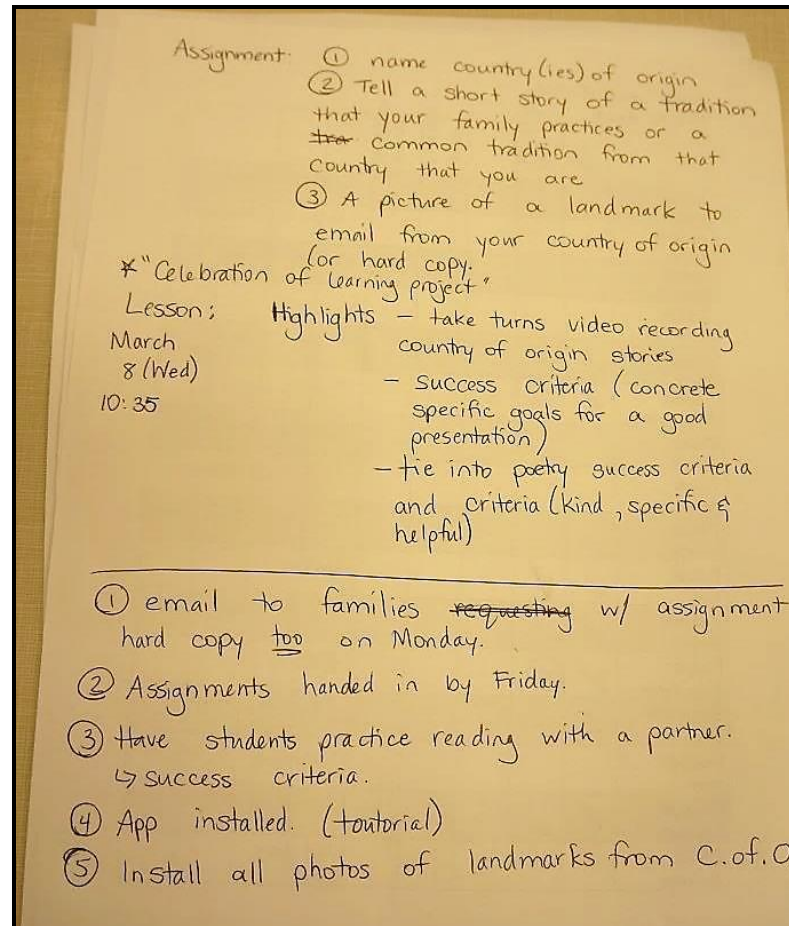 Assignment: ① name country(ies) of origin
② Tell a short story of a tradition
that your family practices or a
tra common tradition from that
country that you are
③ A picture of a landmark to
email from your country of origin
(or hard copy.
* "Celebration of learning project"
Lesson; Highlights - take turns video recording
March country of origin stories
8 (Wed) - success criteria (concrete
10:35 specific goals for a good
presentation)
- tie into poetry success criteria
and criteria (kind, specific &
helpful)
① email to families requesting w/ assignment
hard copy too on Monday.
② Assignments handed in by Friday.
③ Have students practice reading with a partner.
↳ success criteria.
④ App installed. (toutorial)
⑤ Install all photos of landmarks from C.of.O